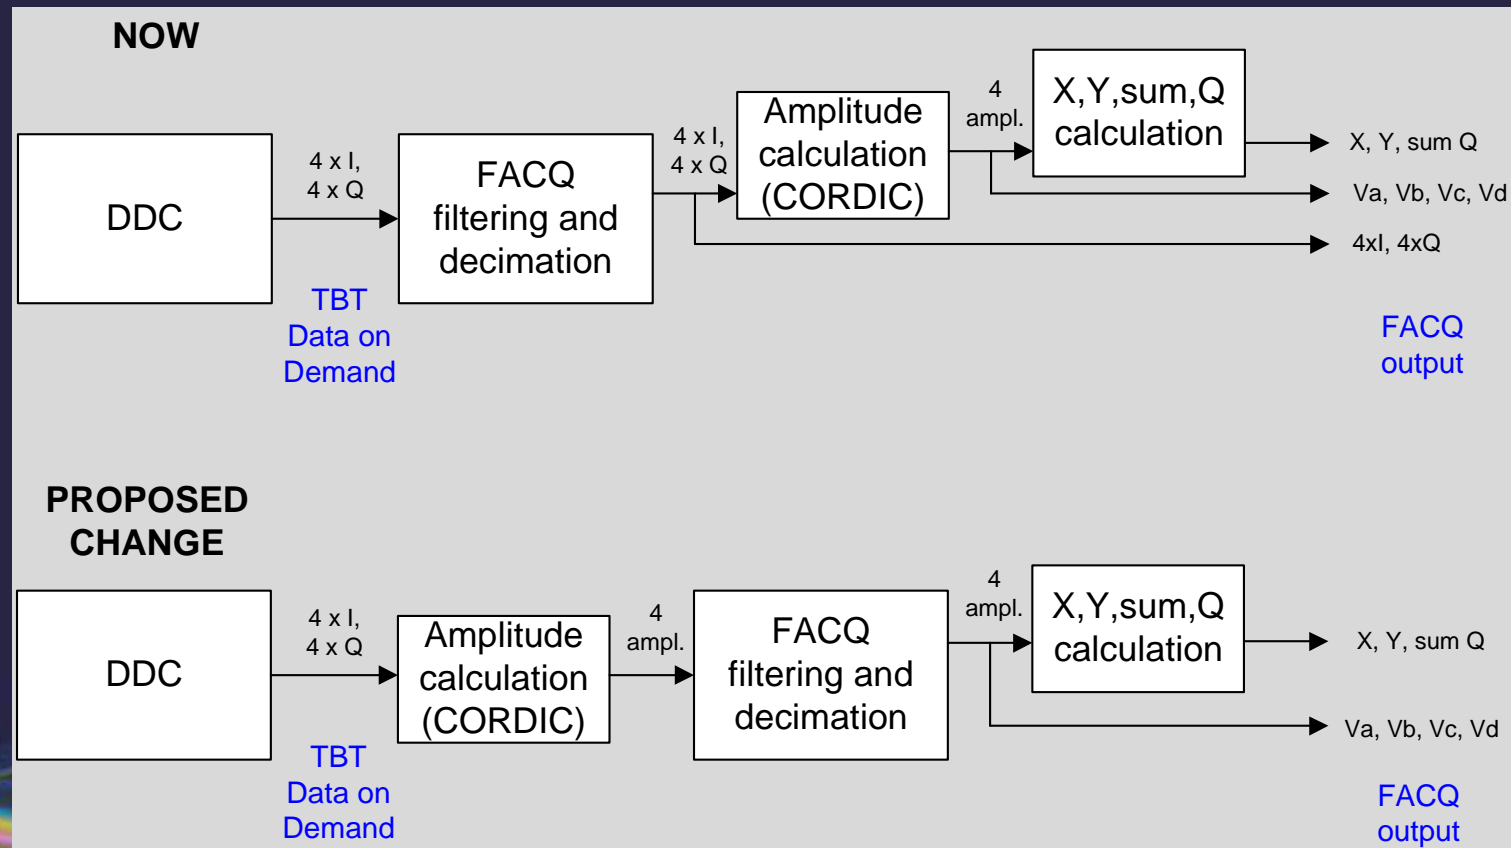 NOW
DDC
4 x I,
4 x Q
TBT
Data on
Demand
FACQ
filtering and
decimation
4 x I,
4 x Q
Amplitude
calculation
(CORDIC)
4
ampl.
X,Y,sum,Q
calculation
X, Y, sum Q
Va, Vb, Vc, Vd
4xI, 4xQ
FACQ
output
PROPOSED
CHANGE
DDC
4 x I,
4 x Q
TBT
Data on
Demand
Amplitude
calculation
(CORDIC)
4
ampl.
FACQ
filtering and
decimation
4
ampl.
X,Y,sum,Q
calculation
X, Y, sum Q
Va, Vb, Vc, Vd
FACQ
output